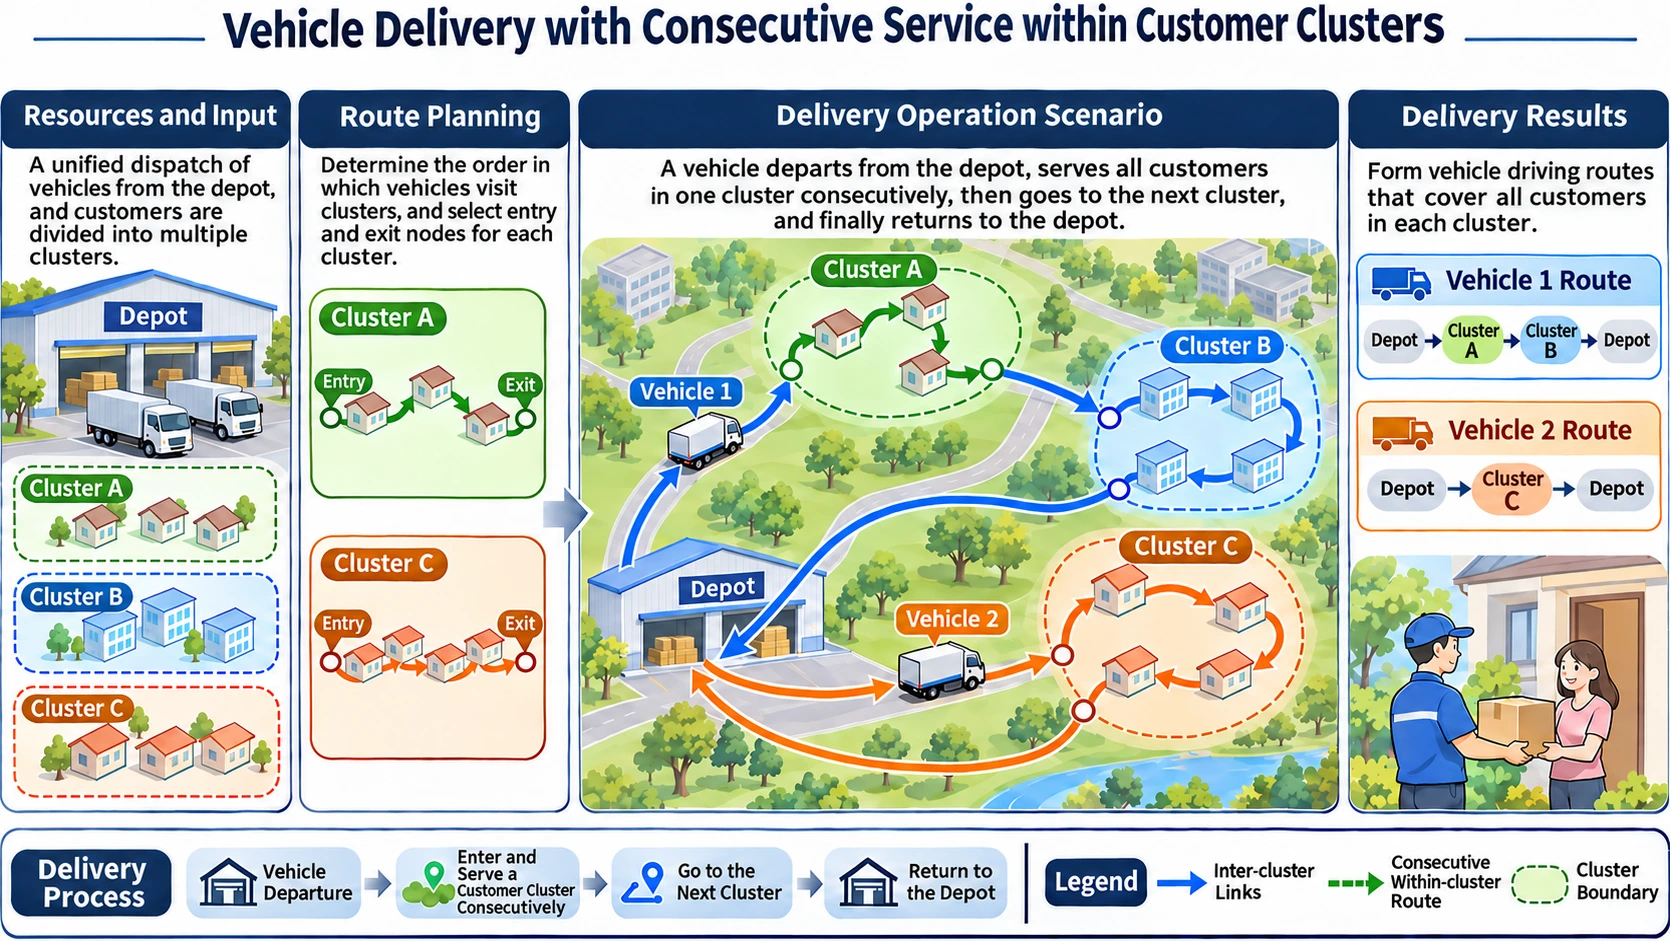 Vehicle Delivery with Consecutive Service within Customer Clusters
Resources and Input
A unified dispatch of
vehicles from the depot,
and customers are
divided into multiple
clusters.
Depot
Cluster A
Cluster B
Cluster C
Route Planning
Determine the order in
which vehicles visit
clusters, and select entry
and exit nodes for each
cluster.
Cluster A
Entry
Exit
Cluster C
Entry
Exit
Delivery Operation Scenario
A vehicle departs from the depot, serves all customers
in one cluster consecutively, then goes to the next cluster,
and finally returns to the depot.
Cluster A
Cluster B
Vehicle 1
Cluster C
Depot
Vehicle 2
Delivery Results
Form vehicle driving routes
that cover all customers
in each cluster.
Vehicle 1 Route
Depot
Cluster
A
Cluster
B
Depot
Vehicle 2 Route
Depot
Cluster
C
Depot
Delivery
Process
Vehicle
Departure
Enter and
Serve a
Customer Cluster
Consecutively
Go to the
Next Cluster
Return to
the Depot
Legend
Inter-cluster
Links
Consecutive
Within-cluster
Route
Cluster
Boundary